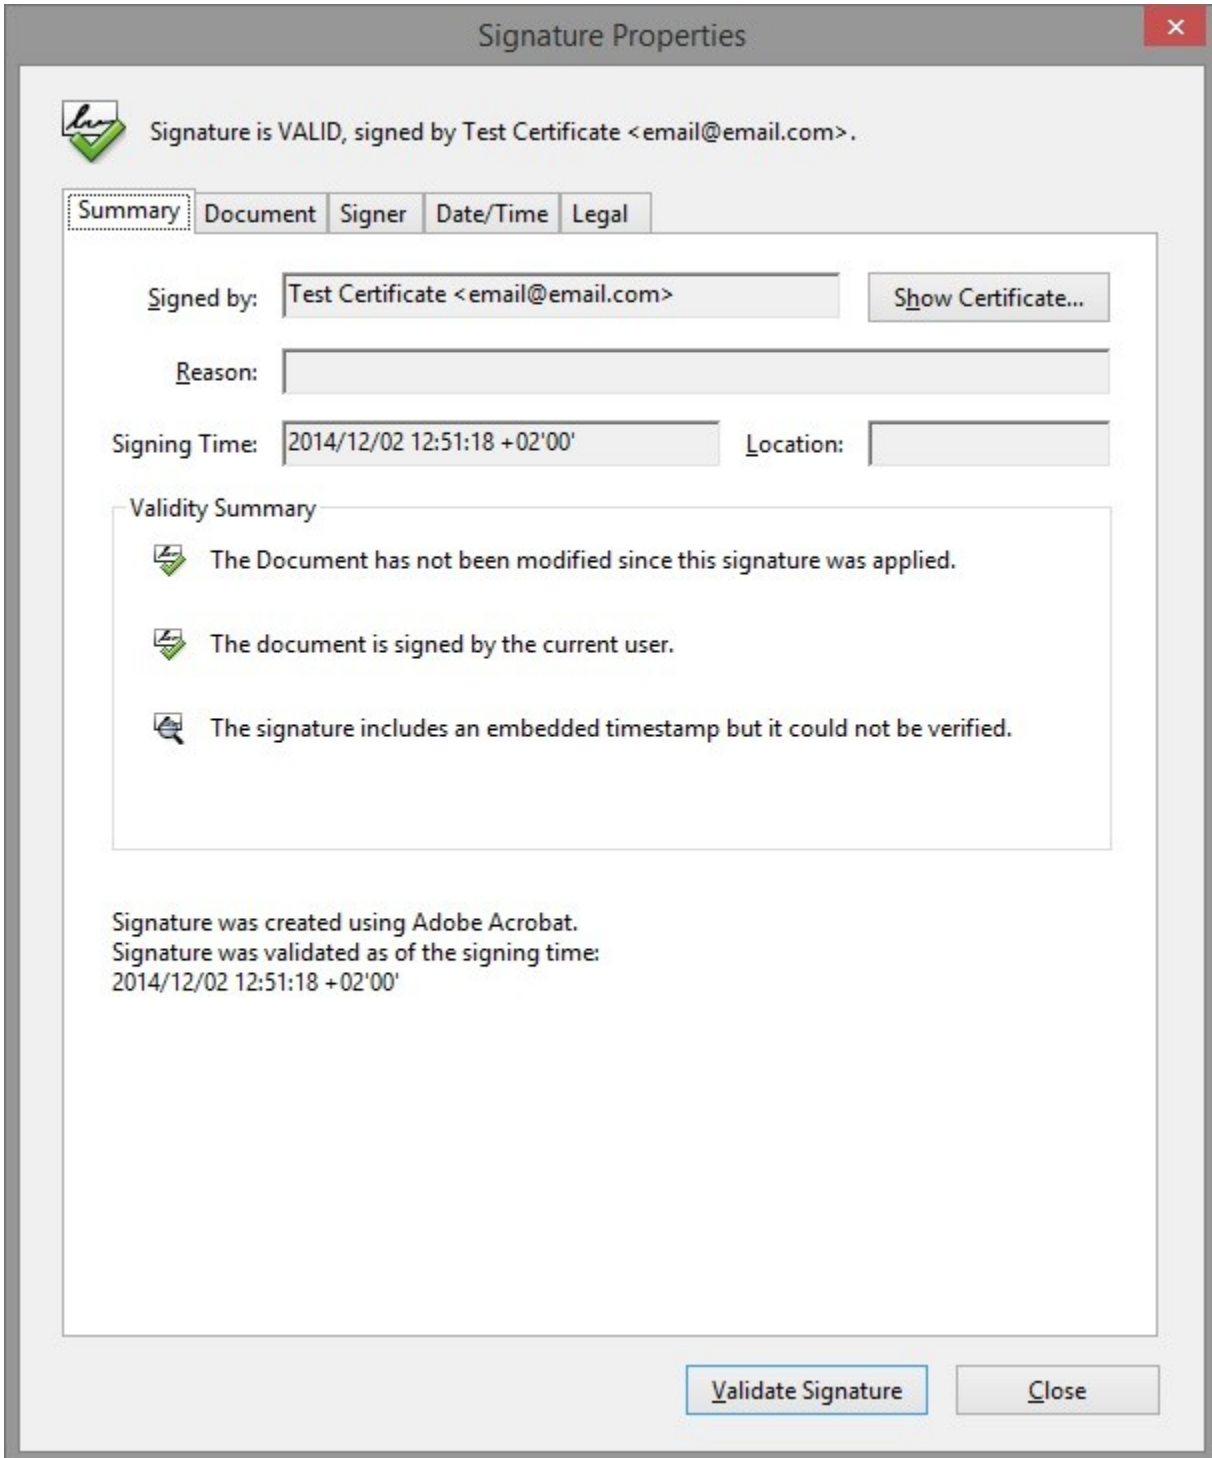 Signature Properties
Signature is VALID, signed by Test Certificate <email@email.com>.
Summary Document Signer Date/Time Legal
Signed by: Test Certificate <email@email.com> Show Certificate...
Reason:
Signing Time: 2014/12/02 12:51:18 +02'00' Location:
Validity Summary
The Document has not been modified since this signature was applied.
The document is signed by the current user.
The signature includes an embedded timestamp but it could not be verified.
Signature was created using Adobe Acrobat.
Signature was validated as of the signing time:
2014/12/02 12:51:18 +02'00'
Validate Signature Close